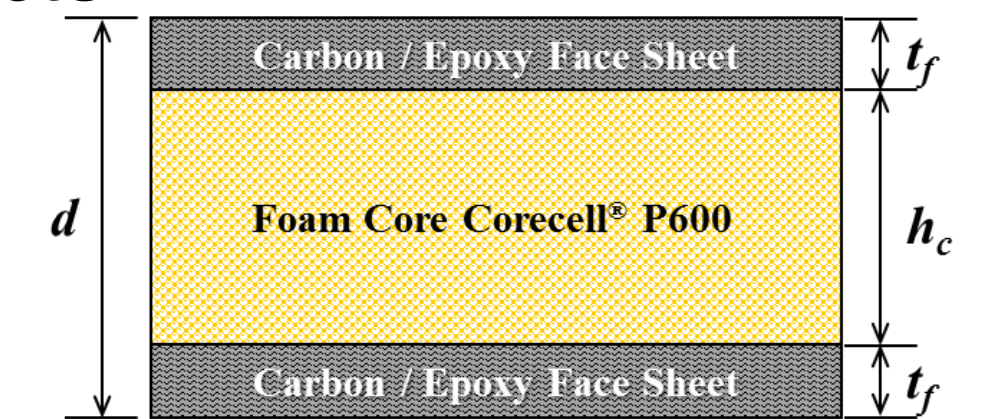 Carbon / Epoxy Face Sheet
t_f
d
Foam Core Corecell® P600
h_c
Carbon / Epoxy Face Sheet
t_f